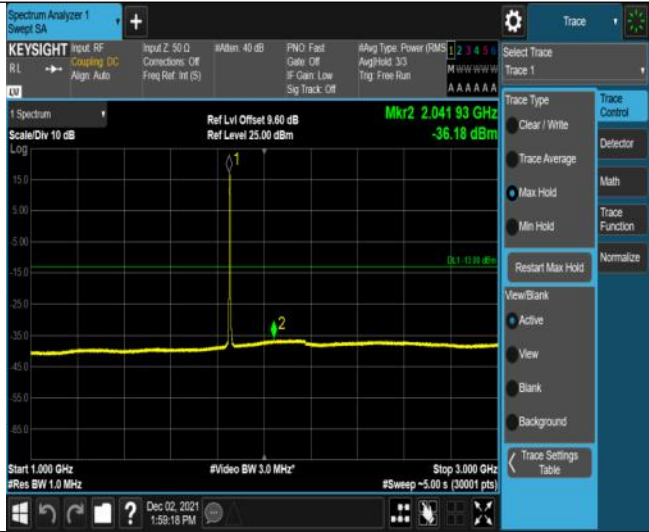 Spectrum Analyzer 1
Swept SA
Trace
KEYSIGHT
RL
Input: RF
Coupling: DC
Align: Auto
Input Z: 50 Ω
Corrections: Off
Freq Ref: Int (S)
#Atten: 40 dB
PNO: Fast
Gate: Off
IF Gain: Low
Sig Track: Off
#Avg Type: Power (RMS
Avg|Hold: 3/3
Trig: Free Run
1 2 3 4 5 6
M W W W W W
A A A A A A
LV
1 Spectrum
Scale/Div 10 dB
Log
Ref Lvl Offset 9.60 dB
Ref Level 25.00 dBm
Mkr2 2.041 93 GHz
-36.18 dBm
1
15.0
5.00
-5.00
DL1 -13.00 dBm
-15.0
-25.0
2
-35.0
-45.0
-55.0
-65.0
Start 1.000 GHz
#Res BW 1.0 MHz
#Video BW 3.0 MHz*
Stop 3.000 GHz
#Sweep ~5.00 s (30001 pts)
Dec 02, 2021
1:59:18 PM
Select Trace
Trace 1
Trace Type
Clear / Write
Trace Average
Max Hold
Min Hold
Restart Max Hold
View/Blank
Active
View
Blank
Background
Trace Settings
Table
Trace
Control
Detector
Math
Trace
Function
Normalize